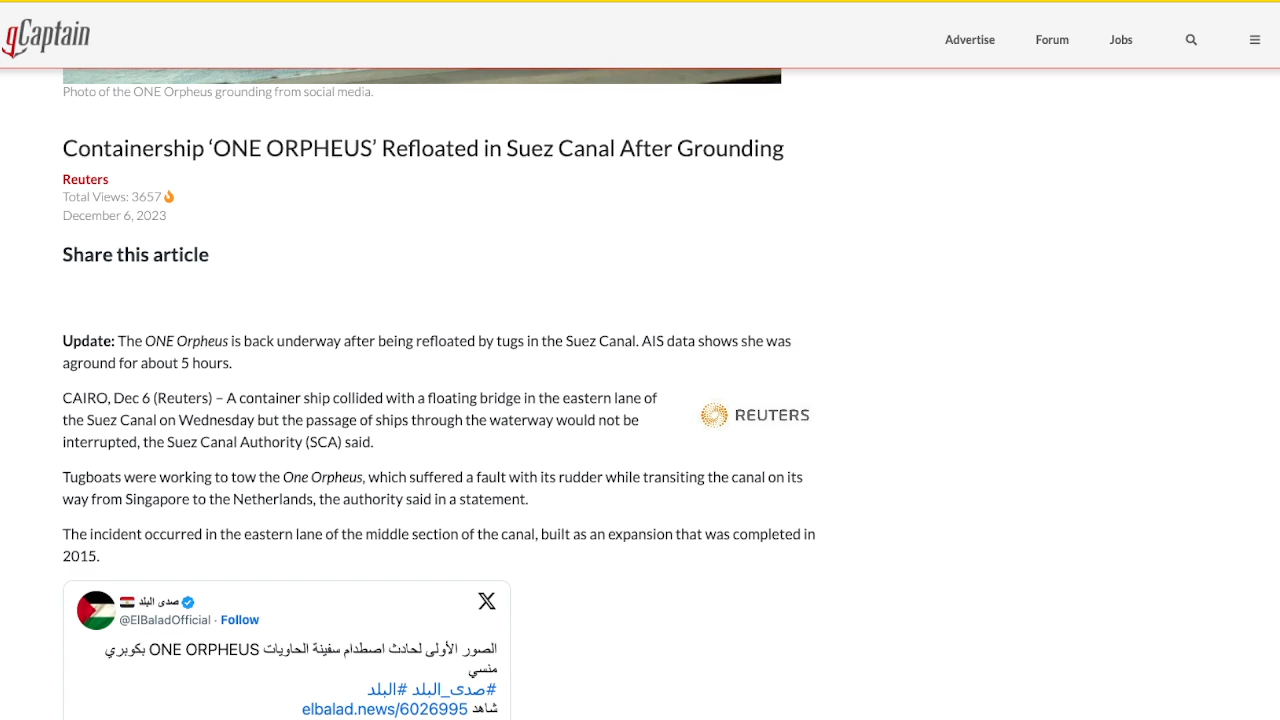 gCaptain
Advertise
Forum
Jobs
Photo of the ONE Orpheus grounding from social media.
Containership ‘ONE ORPHEUS’ Refloated in Suez Canal After Grounding
Reuters
Total Views: 3657
December 6, 2023
Share this article
Update: The ONE Orpheus is back underway after being refloated by tugs in the Suez Canal. AIS data shows she was
aground for about 5 hours.
CAIRO, Dec 6 (Reuters) – A container ship collided with a floating bridge in the eastern lane of
the Suez Canal on Wednesday but the passage of ships through the waterway would not be
interrupted, the Suez Canal Authority (SCA) said.
REUTERS
Tugboats were working to tow the One Orpheus, which suffered a fault with its rudder while transiting the canal on its
way from Singapore to the Netherlands, the authority said in a statement.
The incident occurred in the eastern lane of the middle section of the canal, built as an expansion that was completed in
2015.
صدى البلد
@ElBaladOfficial · Follow
الصور الأولى لحادث اصطدام سفينة الحاويات ONE ORPHEUS بكوبري
منسي
#صدى_البلد #البلد
شاهد elbalad.news/6026995